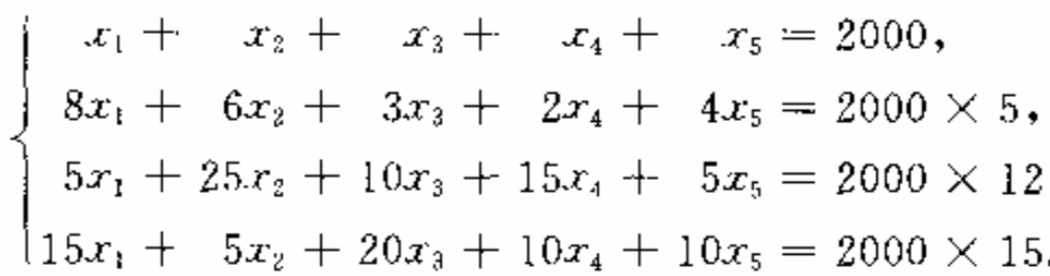 x₁ + x₂ + x₃ + x₄ + x₅ = 2000,
8x₁ + 6x₂ + 3x₃ + 2x₄ + 4x₅ = 2000 × 5,
5x₁ + 25x₂ + 10x₃ + 15x₄ + 5x₅ = 2000 × 12
15x₁ + 5x₂ + 20x₃ + 10x₄ + 10x₅ = 2000 × 15.